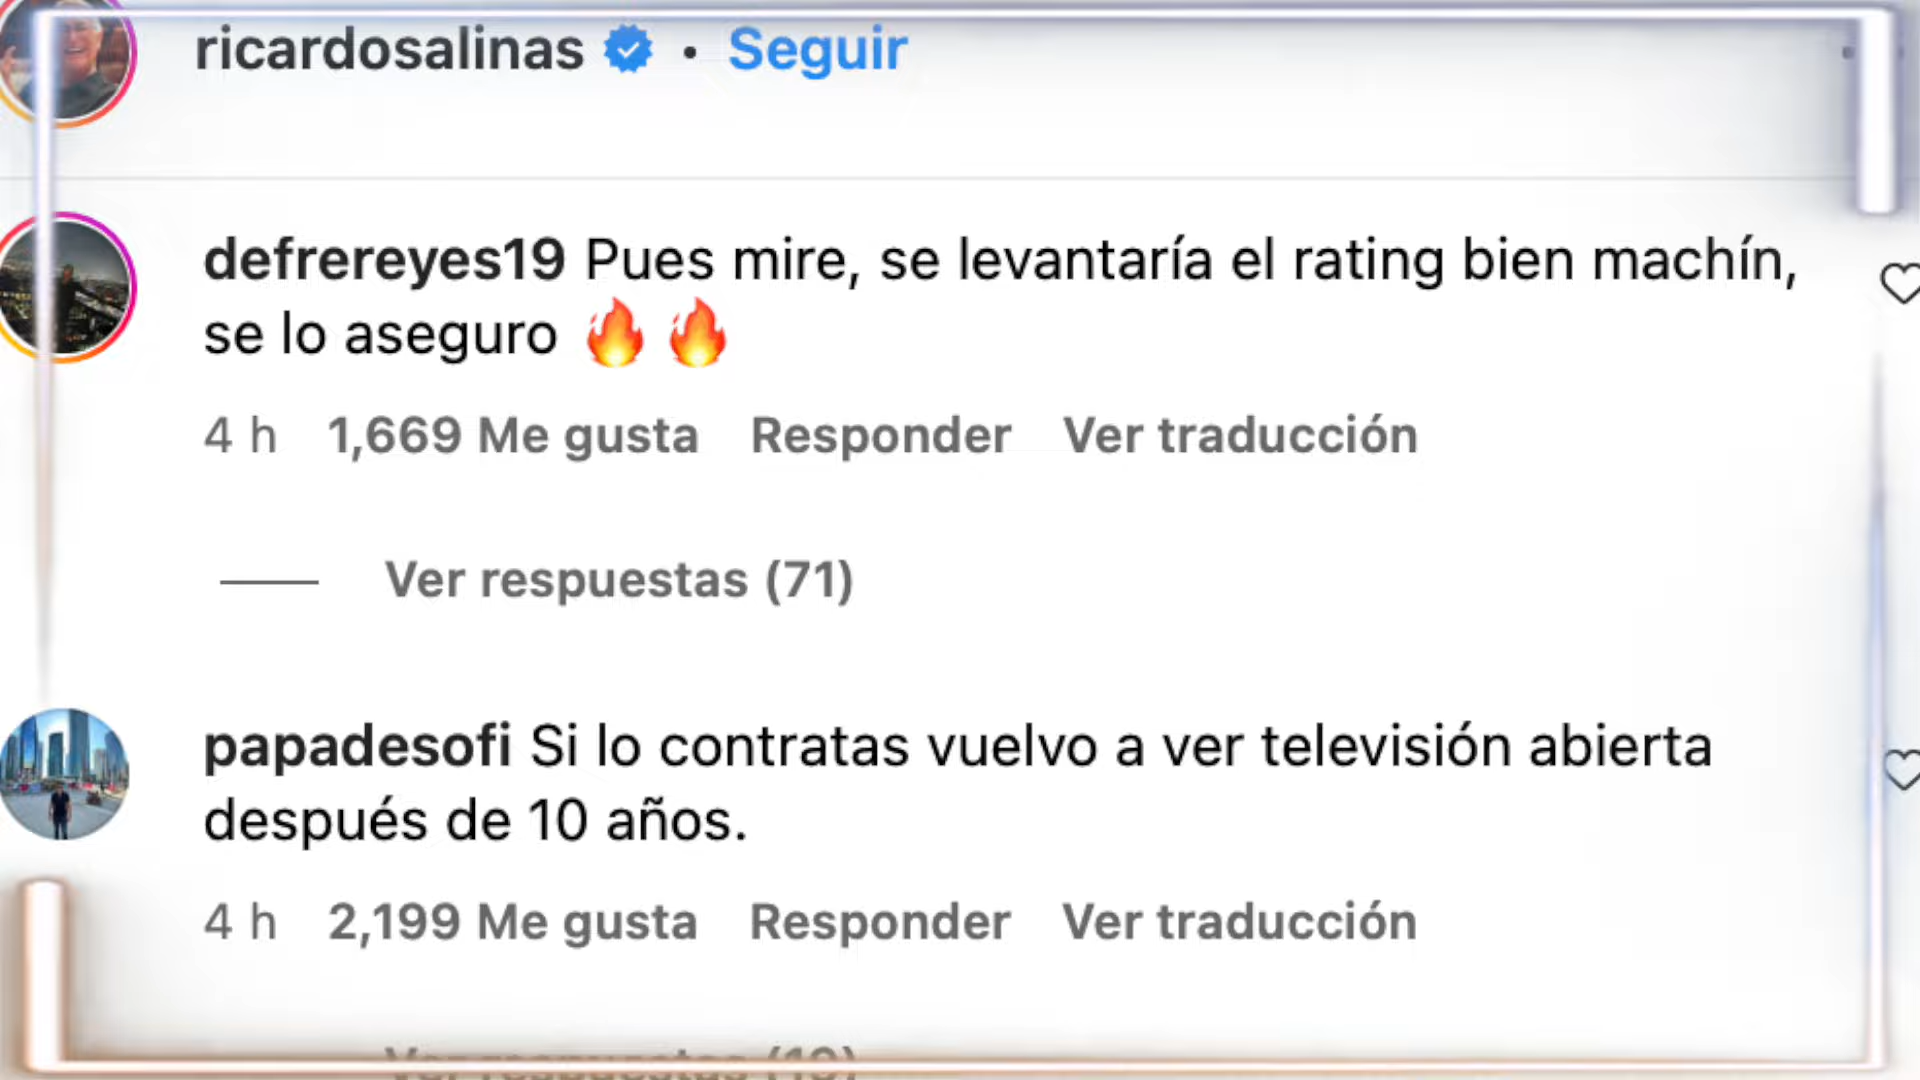 ricardosalinas • Seguir
defrereyes19 Pues mire, se levantaría el rating bien machín,
se lo aseguro 🔥🔥
4 h 1,669 Me gusta Responder Ver traducción
Ver respuestas (71)
papadesofi Si lo contratas vuelvo a ver televisión abierta
después de 10 años.
4 h 2,199 Me gusta Responder Ver traducción
Ver respuestas